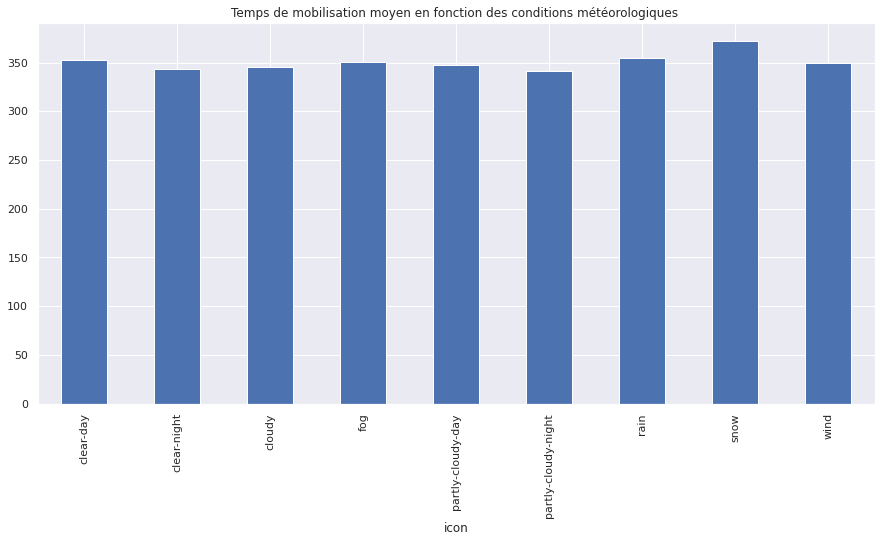 Temps de mobilisation moyen en fonction des conditions météorologiques
350
300
250
200
150
100
50
0
clear-day
clear-night
cloudy
fog
partly-cloudy-day
partly-cloudy-night
rain
snow
wind
icon